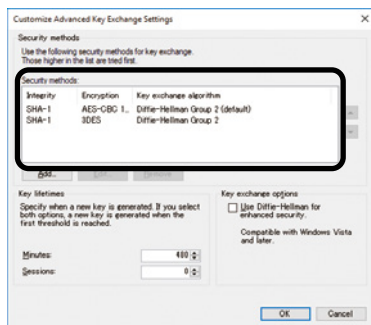 Customize Advanced Key Exchange Settings
Security methods
Use the following security methods for key exchange.
Those higher in the list are tried first.
Security methods:
Integrity Encryption Key exchange algorithm
SHA-1 AES-CBC 1... Diffie-Hellman Group 2 (default)
SHA-1 3DES Diffie-Hellman Group 2
Add... Edit... Remove
Key lifetimes
Specify when a new key is generated. If you select
both options, a new key is generated when the
first threshold is reached.
Minutes: 480
Sessions: 0
Key exchange options
Use Diffie-Hellman for
enhanced security.
Compatible with Windows Vista
and later.
OK Cancel